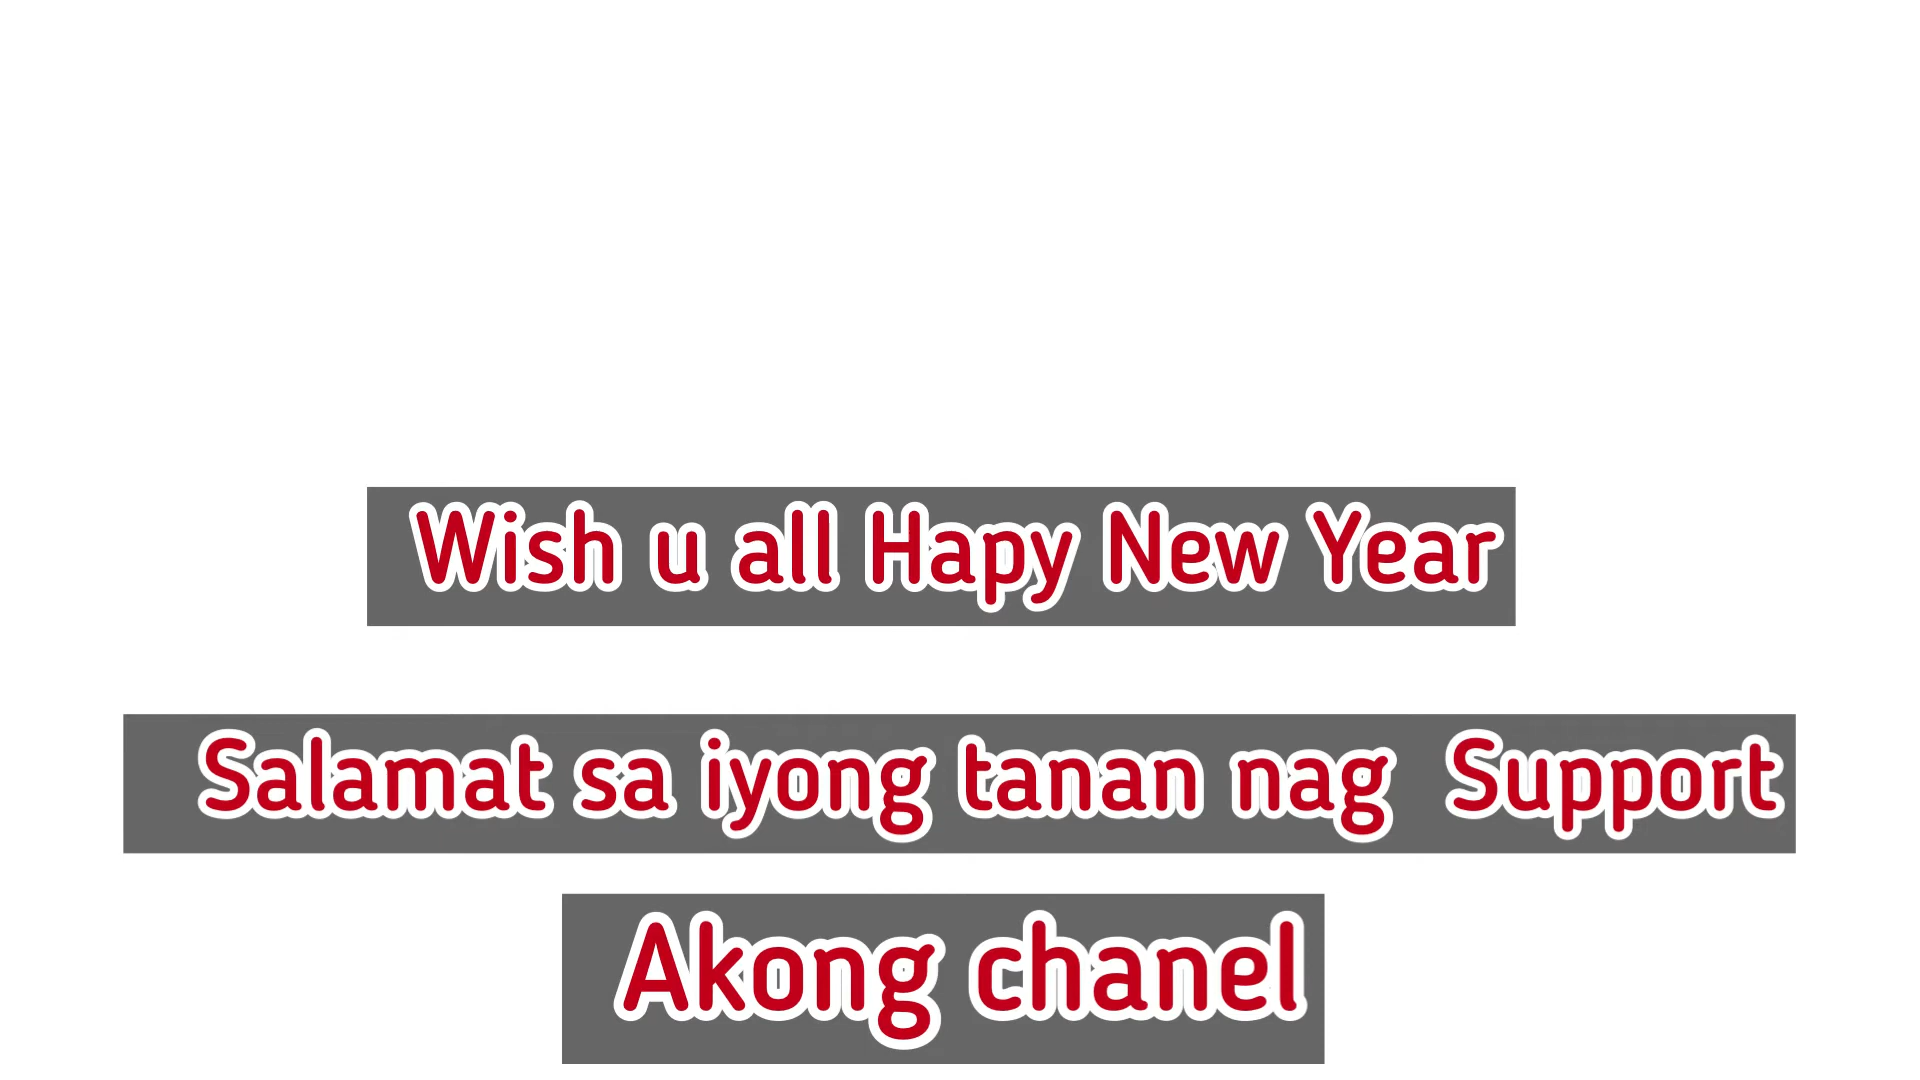 Wish u all Hapy New Year
Salamat sa iyong tanan nag Support
Akong chanel